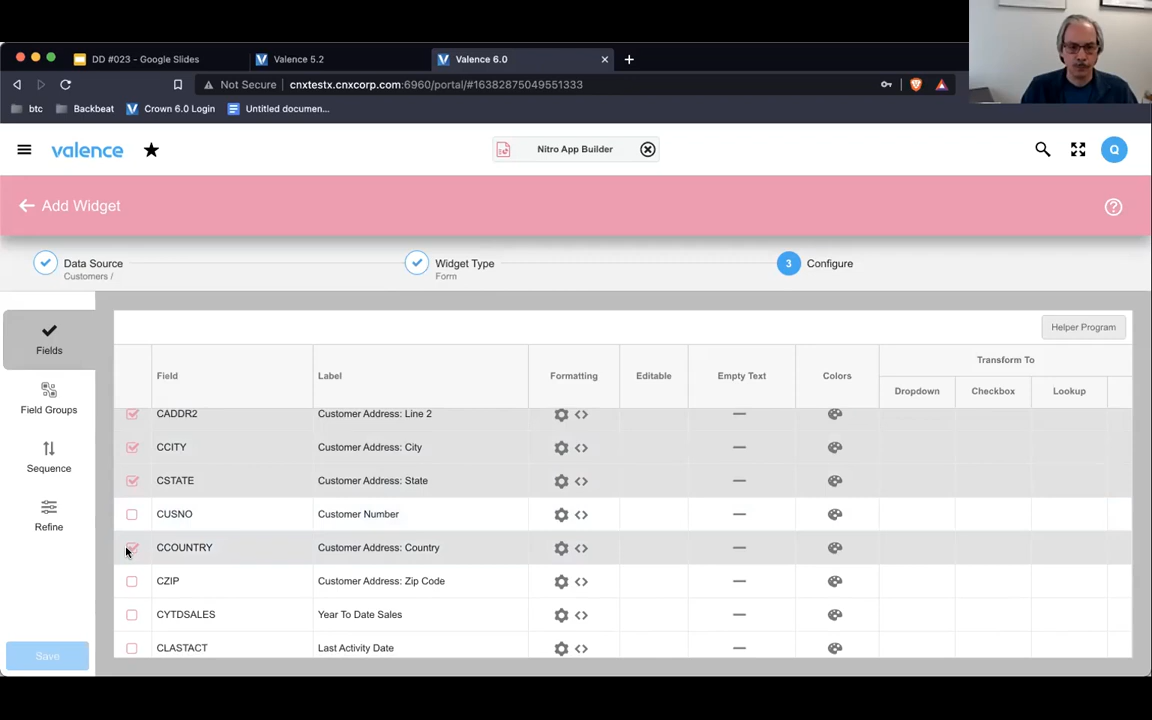 DD #023 - Google Slides
Valence 5.2
Valence 6.0
Not Secure
cnxtestx.cnxcorp.com:6960/portal/#16382875049551333
btc
Backbeat
Crown 6.0 Login
Untitled documen...
valence
Nitro App Builder
Q
Add Widget
Data Source
Customers /
Widget Type
Form
3
Configure
Fields
Field Groups
Sequence
Refine
Save
Helper Program
Field
Label
Formatting
Editable
Empty Text
Colors
Transform To
Dropdown
Checkbox
Lookup
CADDR2
Customer Address: Line 2
CCITY
Customer Address: City
CSTATE
Customer Address: State
CUSNO
Customer Number
CCOUNTRY
Customer Address: Country
CZIP
Customer Address: Zip Code
CYTDSALES
Year To Date Sales
CLASTACT
Last Activity Date